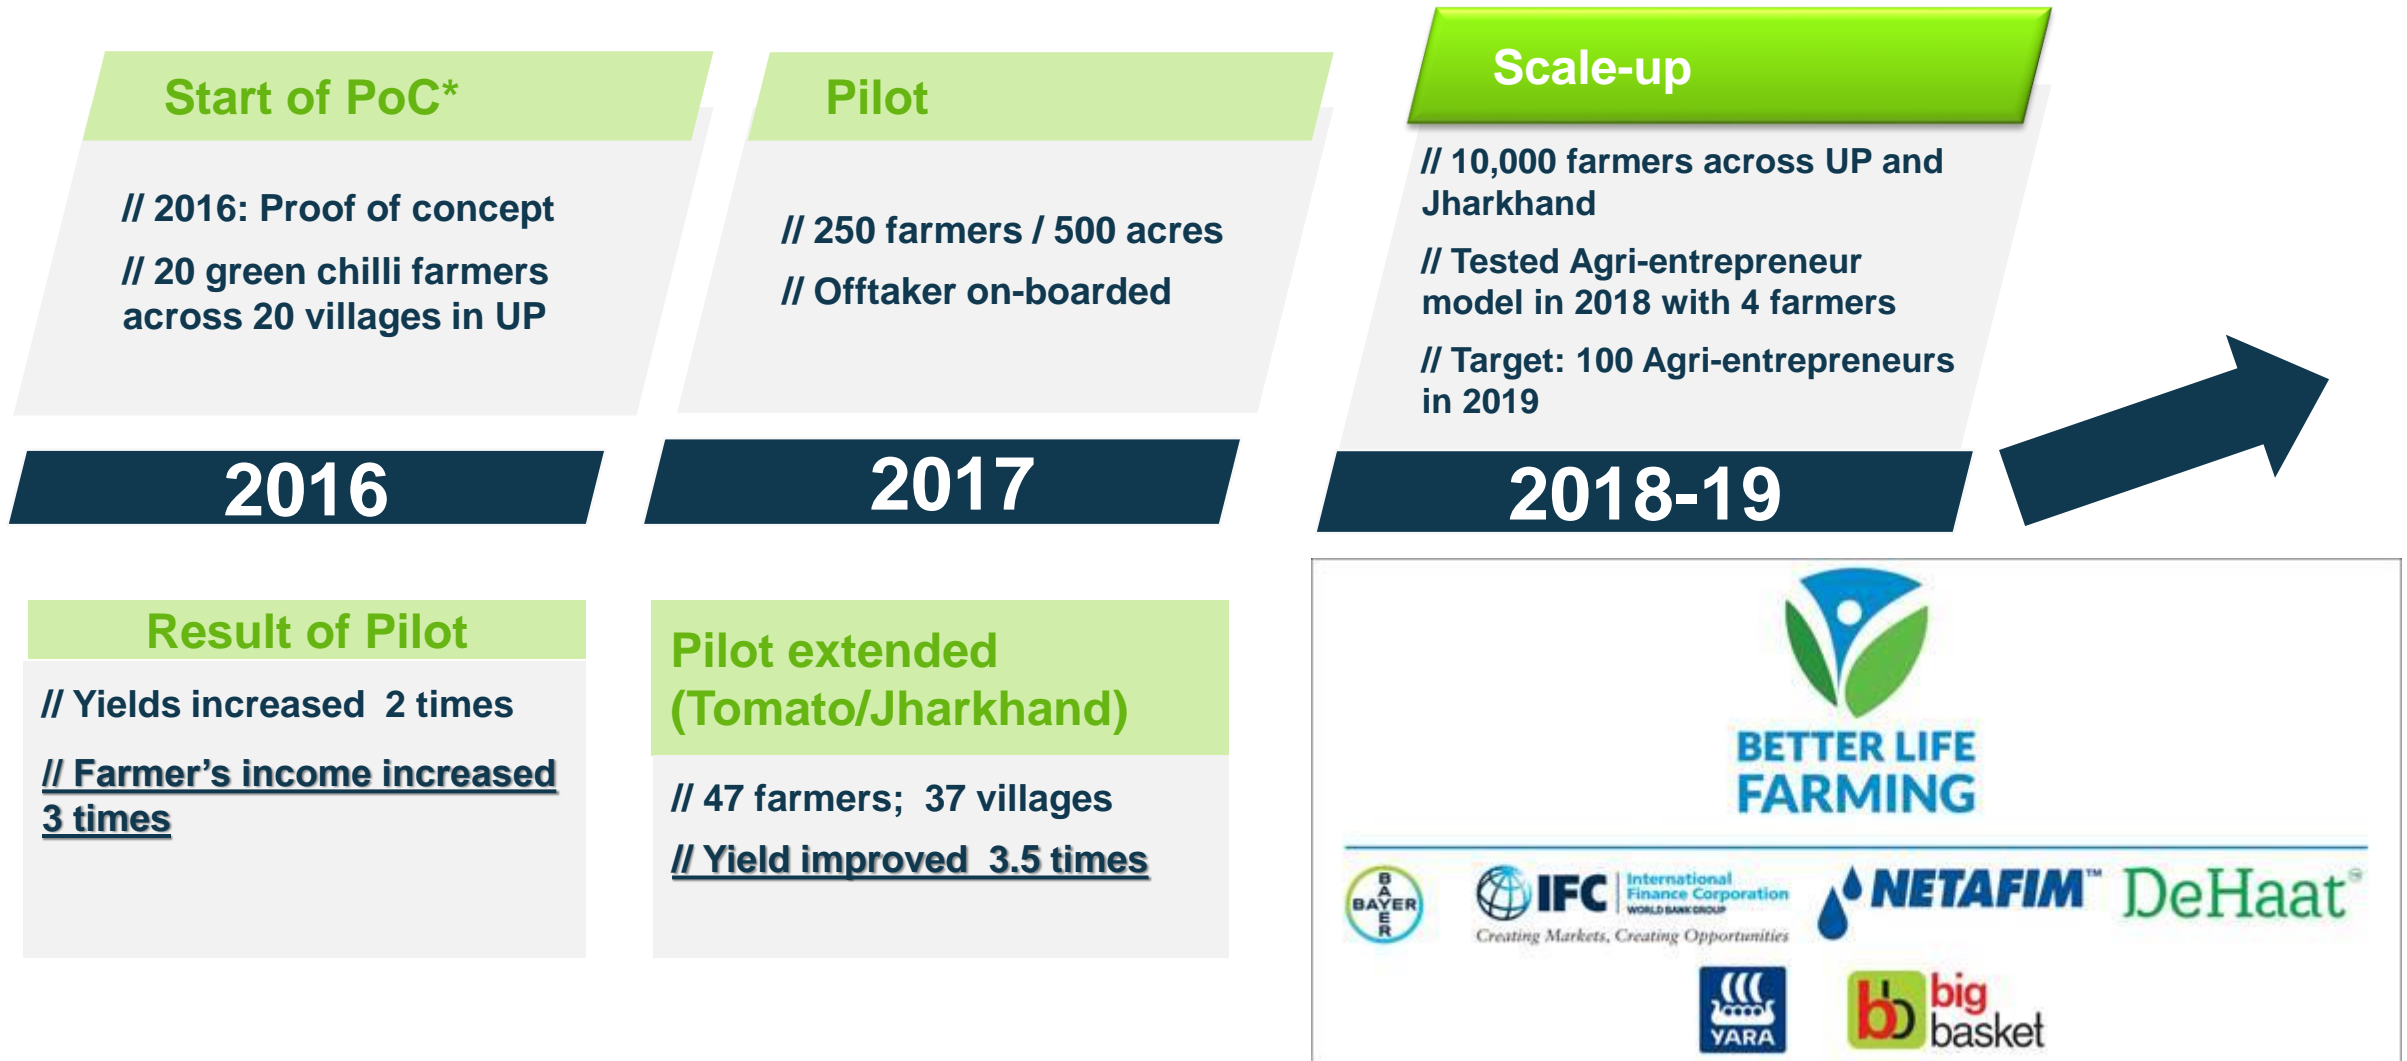 Start of PoC*
// 2016: Proof of concept
// 20 green chilli farmers
across 20 villages in UP
2016
Pilot
// 250 farmers / 500 acres
// Offtaker on-boarded
2017
Scale-up
// 10,000 farmers across UP and
Jharkhand
// Tested Agri-entrepreneur
model in 2018 with 4 farmers
// Target: 100 Agri-entrepreneurs
in 2019
2018-19
Result of Pilot
// Yields increased 2 times
// Farmer’s income increased
3 times
Pilot extended
(Tomato/Jharkhand)
// 47 farmers; 37 villages
// Yield improved 3.5 times
BETTER LIFE
FARMING
BAYER
BAYER
IFC
International
Finance Corporation
WORLD BANK GROUP
Creating Markets, Creating Opportunities
NETAFIM™
DeHaat®
YARA
bb
big
basket